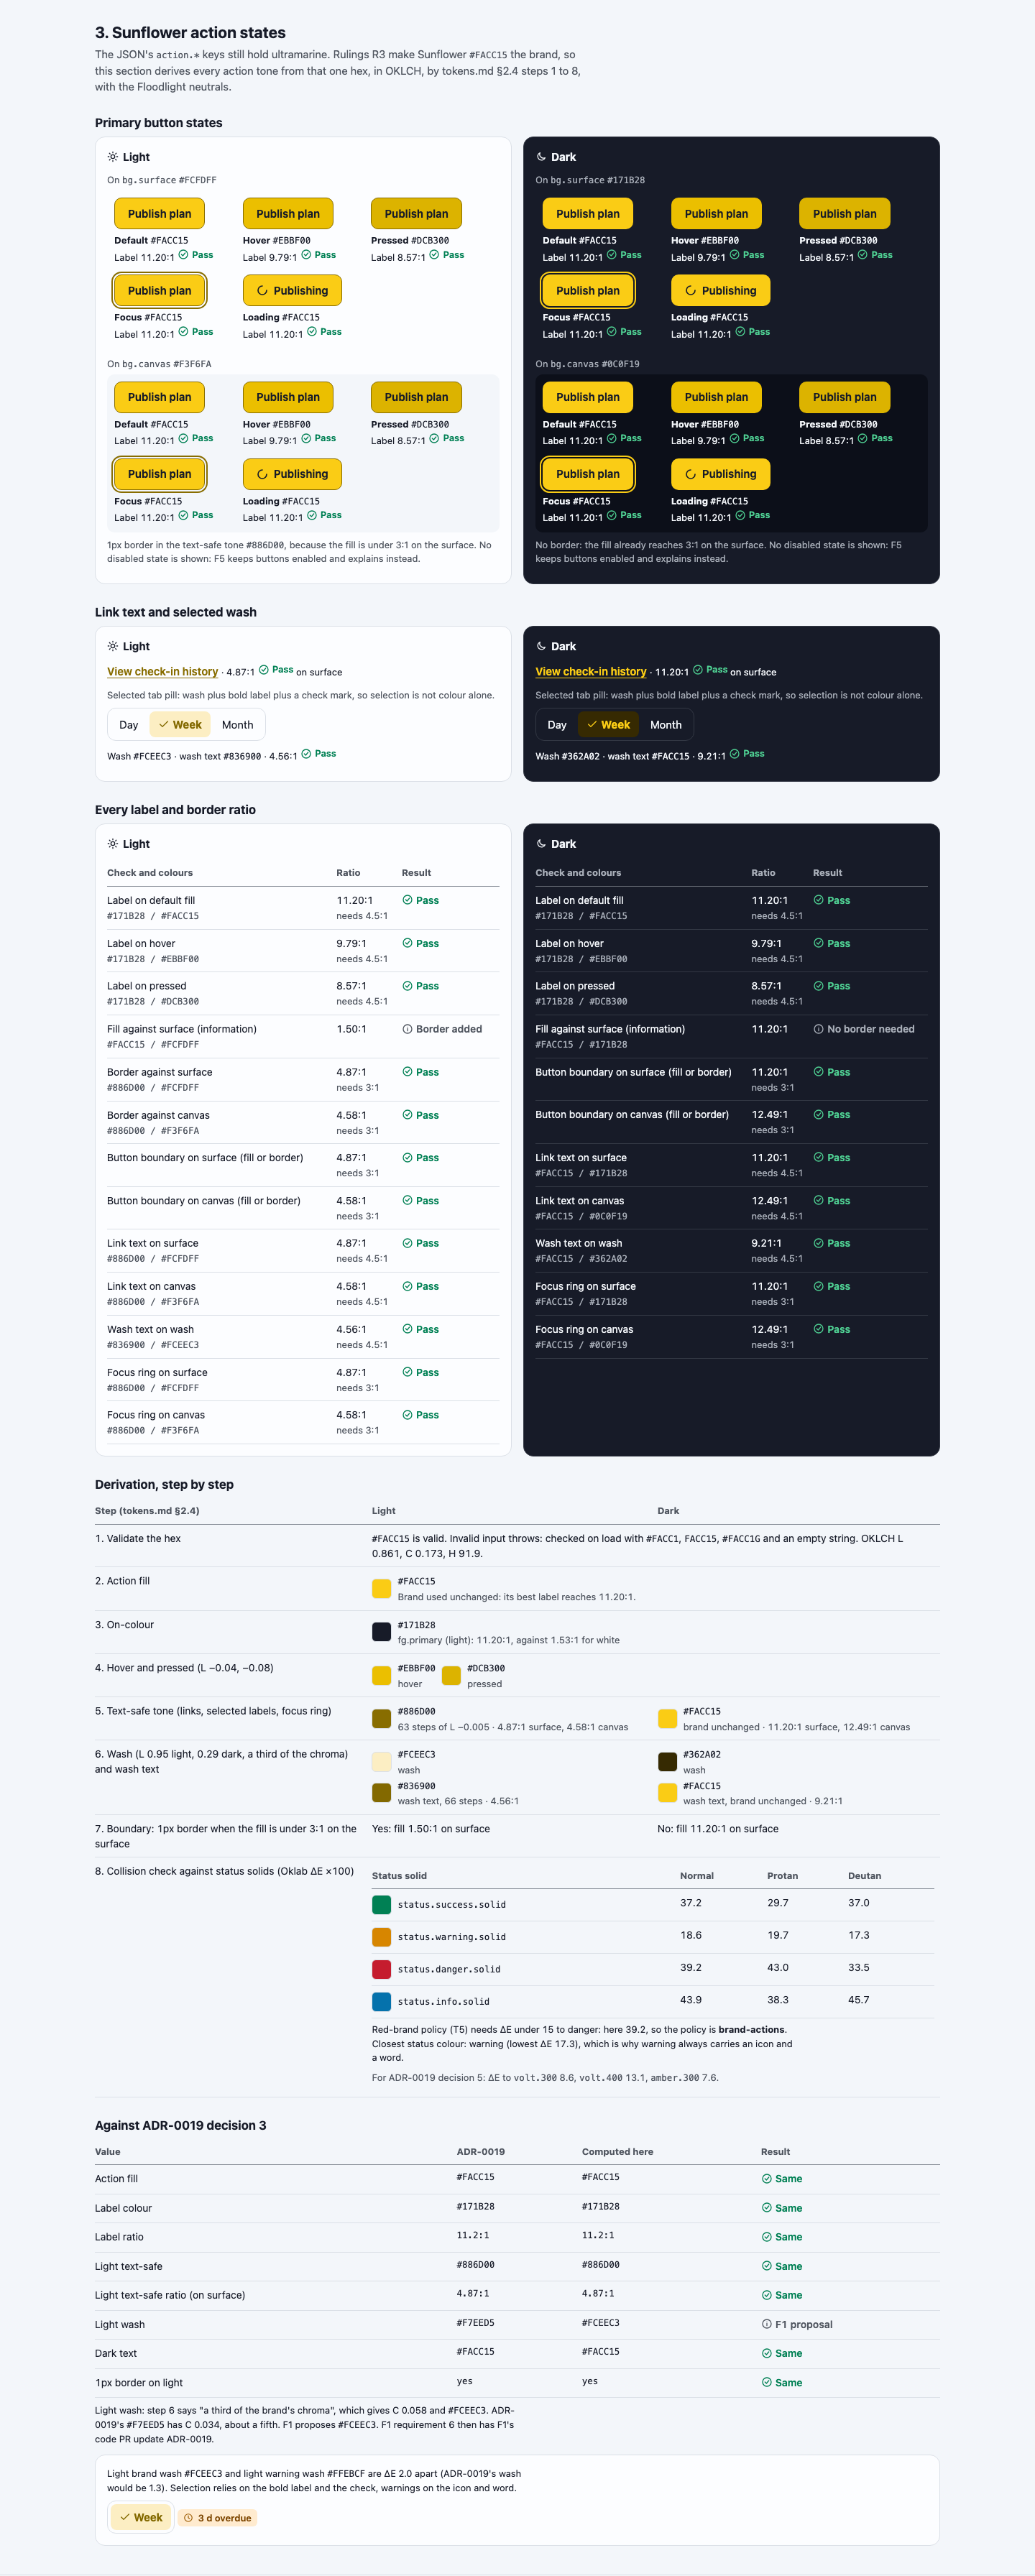 3. Sunflower action states
The JSON's action.* keys still hold ultramarine. Rulings R3 make Sunflower #FACC15 the brand, so
this section derives every action tone from that one hex, in OKLCH, by tokens.md §2.4 steps 1 to 8,
with the Floodlight neutrals.
Primary button states
Light
On bg.surface #FCFDFF
Publish plan
Publish plan
Publish plan
Default #FACC15
Hover #EBBF00
Pressed #DCB300
Label 11.20:1 Pass
Label 9.79:1 Pass
Label 8.57:1 Pass
Publish plan
Publishing
Focus #FACC15
Loading #FACC15
Label 11.20:1 Pass
Label 11.20:1 Pass
On bg.canvas #F3F6FA
Publish plan
Publish plan
Publish plan
Default #FACC15
Hover #EBBF00
Pressed #DCB300
Label 11.20:1 Pass
Label 9.79:1 Pass
Label 8.57:1 Pass
Publish plan
Publishing
Focus #FACC15
Loading #FACC15
Label 11.20:1 Pass
Label 11.20:1 Pass
1px border in the text-safe tone #886D00, because the fill is under 3:1 on the surface. No
disabled state is shown: F5 keeps buttons enabled and explains instead.
Dark
On bg.surface #171B28
Publish plan
Publish plan
Publish plan
Default #FACC15
Hover #EBBF00
Pressed #DCB300
Label 11.20:1 Pass
Label 9.79:1 Pass
Label 8.57:1 Pass
Publish plan
Publishing
Focus #FACC15
Loading #FACC15
Label 11.20:1 Pass
Label 11.20:1 Pass
On bg.canvas #0C0F19
Publish plan
Publish plan
Publish plan
Default #FACC15
Hover #EBBF00
Pressed #DCB300
Label 11.20:1 Pass
Label 9.79:1 Pass
Label 8.57:1 Pass
Publish plan
Publishing
Focus #FACC15
Loading #FACC15
Label 11.20:1 Pass
Label 11.20:1 Pass
No border: the fill already reaches 3:1 on the surface. No disabled state is shown: F5
keeps buttons enabled and explains instead.
Link text and selected wash
Light
View check-in history · 4.87:1 Pass on surface
Selected tab pill: wash plus bold label plus a check mark, so selection is not colour alone.
Day Week Month
Wash #FCEEC3 · wash text #836900 · 4.56:1 Pass
Dark
View check-in history · 11.20:1 Pass on surface
Selected tab pill: wash plus bold label plus a check mark, so selection is not colour alone.
Day Week Month
Wash #362A02 · wash text #FACC15 · 9.21:1 Pass
Every label and border ratio
Light
Check and colours Ratio Result
Label on default fill 11.20:1 Pass
#171B28 / #FACC15 needs 4.5:1
Label on hover 9.79:1 Pass
#171B28 / #EBBF00 needs 4.5:1
Label on pressed 8.57:1 Pass
#171B28 / #DCB300 needs 4.5:1
Fill against surface (information) 1.50:1 Border added
#FACC15 / #FCFDFF
Border against surface 4.87:1 Pass
#886D00 / #FCFDFF needs 3:1
Border against canvas 4.58:1 Pass
#886D00 / #F3F6FA needs 3:1
Button boundary on surface (fill or border) 4.87:1 Pass
needs 3:1
Button boundary on canvas (fill or border) 4.58:1 Pass
needs 3:1
Link text on surface 4.87:1 Pass
#886D00 / #FCFDFF needs 4.5:1
Link text on canvas 4.58:1 Pass
#886D00 / #F3F6FA needs 4.5:1
Wash text on wash 4.56:1 Pass
#836900 / #FCEEC3 needs 4.5:1
Focus ring on surface 4.87:1 Pass
#886D00 / #FCFDFF needs 3:1
Focus ring on canvas 4.58:1 Pass
#886D00 / #F3F6FA needs 3:1
Dark
Check and colours Ratio Result
Label on default fill 11.20:1 Pass
#171B28 / #FACC15 needs 4.5:1
Label on hover 9.79:1 Pass
#171B28 / #EBBF00 needs 4.5:1
Label on pressed 8.57:1 Pass
#171B28 / #DCB300 needs 4.5:1
Fill against surface (information) 11.20:1 No border needed
#FACC15 / #171B28
Button boundary on surface (fill or border) 11.20:1 Pass
needs 3:1
Button boundary on canvas (fill or border) 12.49:1 Pass
needs 3:1
Link text on surface 11.20:1 Pass
#FACC15 / #171B28 needs 4.5:1
Link text on canvas 12.49:1 Pass
#FACC15 / #0C0F19 needs 4.5:1
Wash text on wash 9.21:1 Pass
#FACC15 / #362A02 needs 4.5:1
Focus ring on surface 11.20:1 Pass
#FACC15 / #171B28 needs 3:1
Focus ring on canvas 12.49:1 Pass
#FACC15 / #0C0F19 needs 3:1
Derivation, step by step
Step (tokens.md §2.4) Light Dark
1. Validate the hex
#FACC15 is valid. Invalid input throws: checked on load with #FACC1, FACC15, #FACC1G and an empty string. OKLCH L
0.861, C 0.173, H 91.9.
2. Action fill
#FACC15
Brand used unchanged: its best label reaches 11.20:1.
3. On-colour
#171B28
fg.primary (light): 11.20:1, against 1.53:1 for white
4. Hover and pressed (L −0.04, −0.08)
#EBBF00 #DCB300
hover pressed
5. Text-safe tone (links, selected labels, focus ring)
#886D00
63 steps of L −0.005 · 4.87:1 surface, 4.58:1 canvas
#FACC15
brand unchanged · 11.20:1 surface, 12.49:1 canvas
6. Wash (L 0.95 light, 0.29 dark, a third of the chroma)
and wash text
#FCEEC3
wash
#836900
wash text, 66 steps · 4.56:1
#362A02
wash
#FACC15
wash text, brand unchanged · 9.21:1
7. Boundary: 1px border when the fill is under 3:1 on the
surface
Yes: fill 1.50:1 on surface
No: fill 11.20:1 on surface
8. Collision check against status solids (Oklab ΔE ×100)
Status solid Normal Protan Deutan
status.success.solid 37.2 29.7 37.0
status.warning.solid 18.6 19.7 17.3
status.danger.solid 39.2 43.0 33.5
status.info.solid 43.9 38.3 45.7
Red-brand policy (T5) needs ΔE under 15 to danger: here 39.2, so the policy is brand-actions.
Closest status colour: warning (lowest ΔE 17.3), which is why warning always carries an icon and
a word.
For ADR-0019 decision 5: ΔE to volt.300 8.6, volt.400 13.1, amber.300 7.6.
Against ADR-0019 decision 3
Value ADR-0019 Computed here Result
Action fill #FACC15 #FACC15 Same
Label colour #171B28 #171B28 Same
Label ratio 11.2:1 11.2:1 Same
Light text-safe #886D00 #886D00 Same
Light text-safe ratio (on surface) 4.87:1 4.87:1 Same
Light wash #F7EED5 #FCEEC3 F1 proposal
Dark text #FACC15 #FACC15 Same
1px border on light yes yes Same
Light wash: step 6 says "a third of the brand's chroma", which gives C 0.058 and #FCEEC3. ADR-
0019's #F7EED5 has C 0.034, about a fifth. F1 proposes #FCEEC3. F1 requirement 6 then has F1's
code PR update ADR-0019.
Light brand wash #FCEEC3 and light warning wash #FFEBCF are ΔE 2.0 apart (ADR-0019's wash
would be 1.3). Selection relies on the bold label and the check, warnings on the icon and word.
Week
3 d overdue